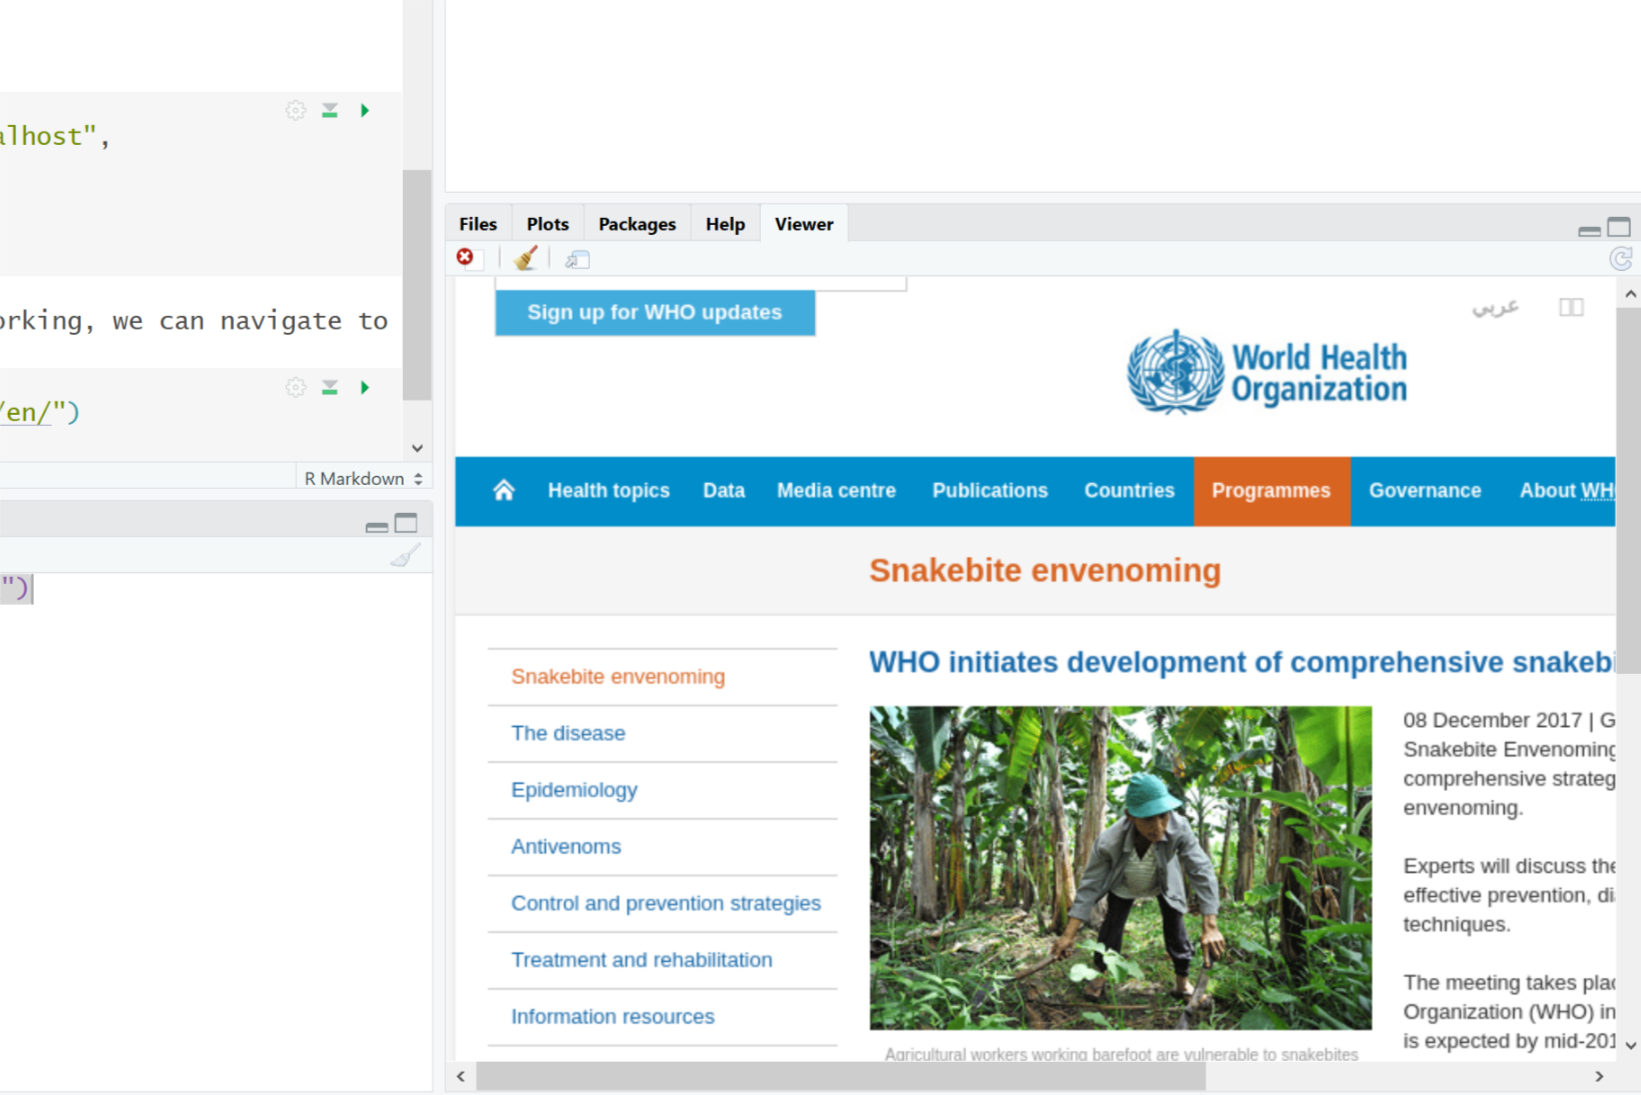 alhost",
orking, we can navigate to
/en/")
R Markdown
")
Files Plots Packages Help Viewer
Sign up for WHO updates
عربي
World Health
Organization
Health topics Data Media centre Publications Countries Programmes Governance About WHO
Snakebite envenoming
Snakebite envenoming
The disease
Epidemiology
Antivenoms
Control and prevention strategies
Treatment and rehabilitation
Information resources
WHO initiates development of comprehensive snakebi
08 December 2017 | G
Snakebite Envenoming
comprehensive strateg
envenoming.
Experts will discuss the
effective prevention, di
techniques.
The meeting takes plac
Organization (WHO) in
is expected by mid-201
Agricultural workers working barefoot are vulnerable to snakebites